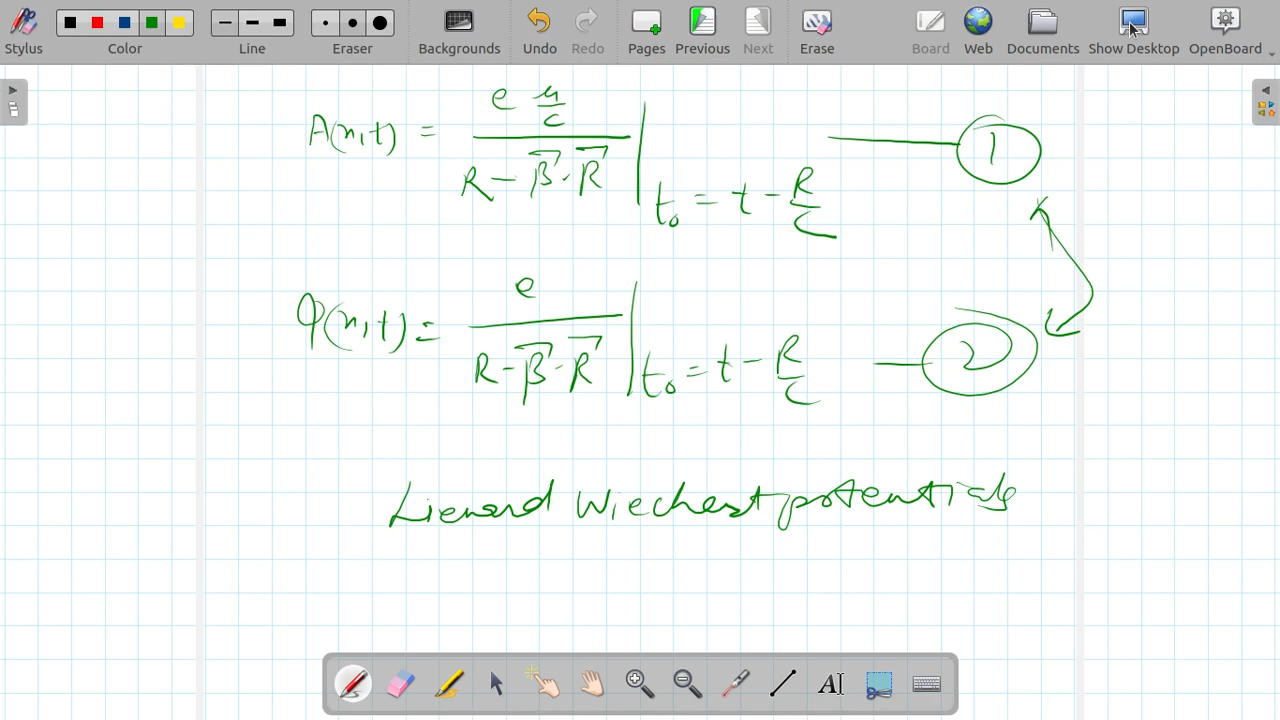 Stylus Color Line Eraser Backgrounds Undo Redo Pages Previous Next Erase Board Web Documents Show Desktop OpenBoard
A(x,t) = e u/c / (R - β⃗·R⃗) | t₀ = t - R/c 1
φ(x,t) = e / (R - β⃗·R⃗) | t₀ = t - R/c 2
Lienard Wiechert potentials